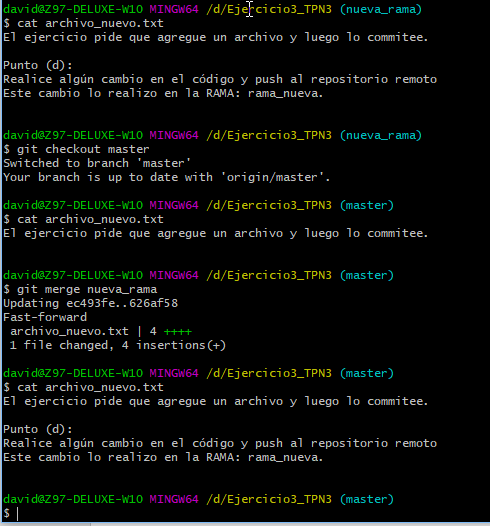 david@Z97-DELUXE-W10 MINGW64 /d/Ejercicio3_TPN3 (nueva_rama)
$ cat archivo_nuevo.txt
El ejercicio pide que agregue un archivo y luego lo commitee.
Punto (d):
Realice algún cambio en el código y push al repositorio remoto
Este cambio lo realizo en la RAMA: rama_nueva.
david@Z97-DELUXE-W10 MINGW64 /d/Ejercicio3_TPN3 (nueva_rama)
$ git checkout master
Switched to branch 'master'
Your branch is up to date with 'origin/master'.
david@Z97-DELUXE-W10 MINGW64 /d/Ejercicio3_TPN3 (master)
$ cat archivo_nuevo.txt
El ejercicio pide que agregue un archivo y luego lo commitee.
david@Z97-DELUXE-W10 MINGW64 /d/Ejercicio3_TPN3 (master)
$ git merge nueva_rama
Updating ec493fe..626af58
Fast-forward
archivo_nuevo.txt | 4 ++++
1 file changed, 4 insertions(+)
david@Z97-DELUXE-W10 MINGW64 /d/Ejercicio3_TPN3 (master)
$ cat archivo_nuevo.txt
El ejercicio pide que agregue un archivo y luego lo commitee.
Punto (d):
Realice algún cambio en el código y push al repositorio remoto
Este cambio lo realizo en la RAMA: rama_nueva.
david@Z97-DELUXE-W10 MINGW64 /d/Ejercicio3_TPN3 (master)
$